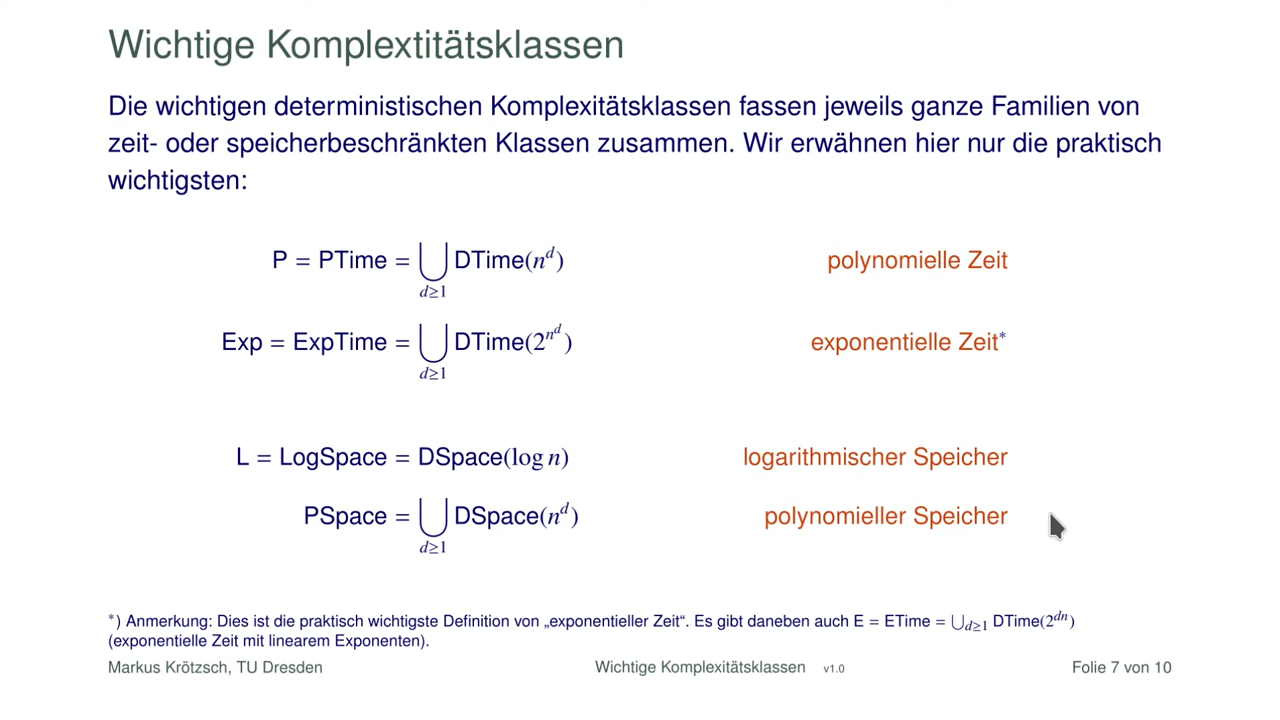 Wichtige Komplextitätsklassen
Die wichtigen deterministischen Komplexitätsklassen fassen jeweils ganze Familien von
zeit- oder speicherbeschränkten Klassen zusammen. Wir erwähnen hier nur die praktisch
wichtigsten:
P = PTime = ⋃_{d≥1} DTime(n^d) polynomielle Zeit
Exp = ExpTime = ⋃_{d≥1} DTime(2^{n^d}) exponentielle Zeit*
L = LogSpace = DSpace(log n) logarithmischer Speicher
PSpace = ⋃_{d≥1} DSpace(n^d) polynomieller Speicher
*) Anmerkung: Dies ist die praktisch wichtigste Definition von „exponentieller Zeit“. Es gibt daneben auch E = ETime = ⋃_{d≥1} DTime(2^{dn})
(exponentielle Zeit mit linearem Exponenten).
Markus Krötzsch, TU Dresden Wichtige Komplexitätsklassen v1.0 Folie 7 von 10